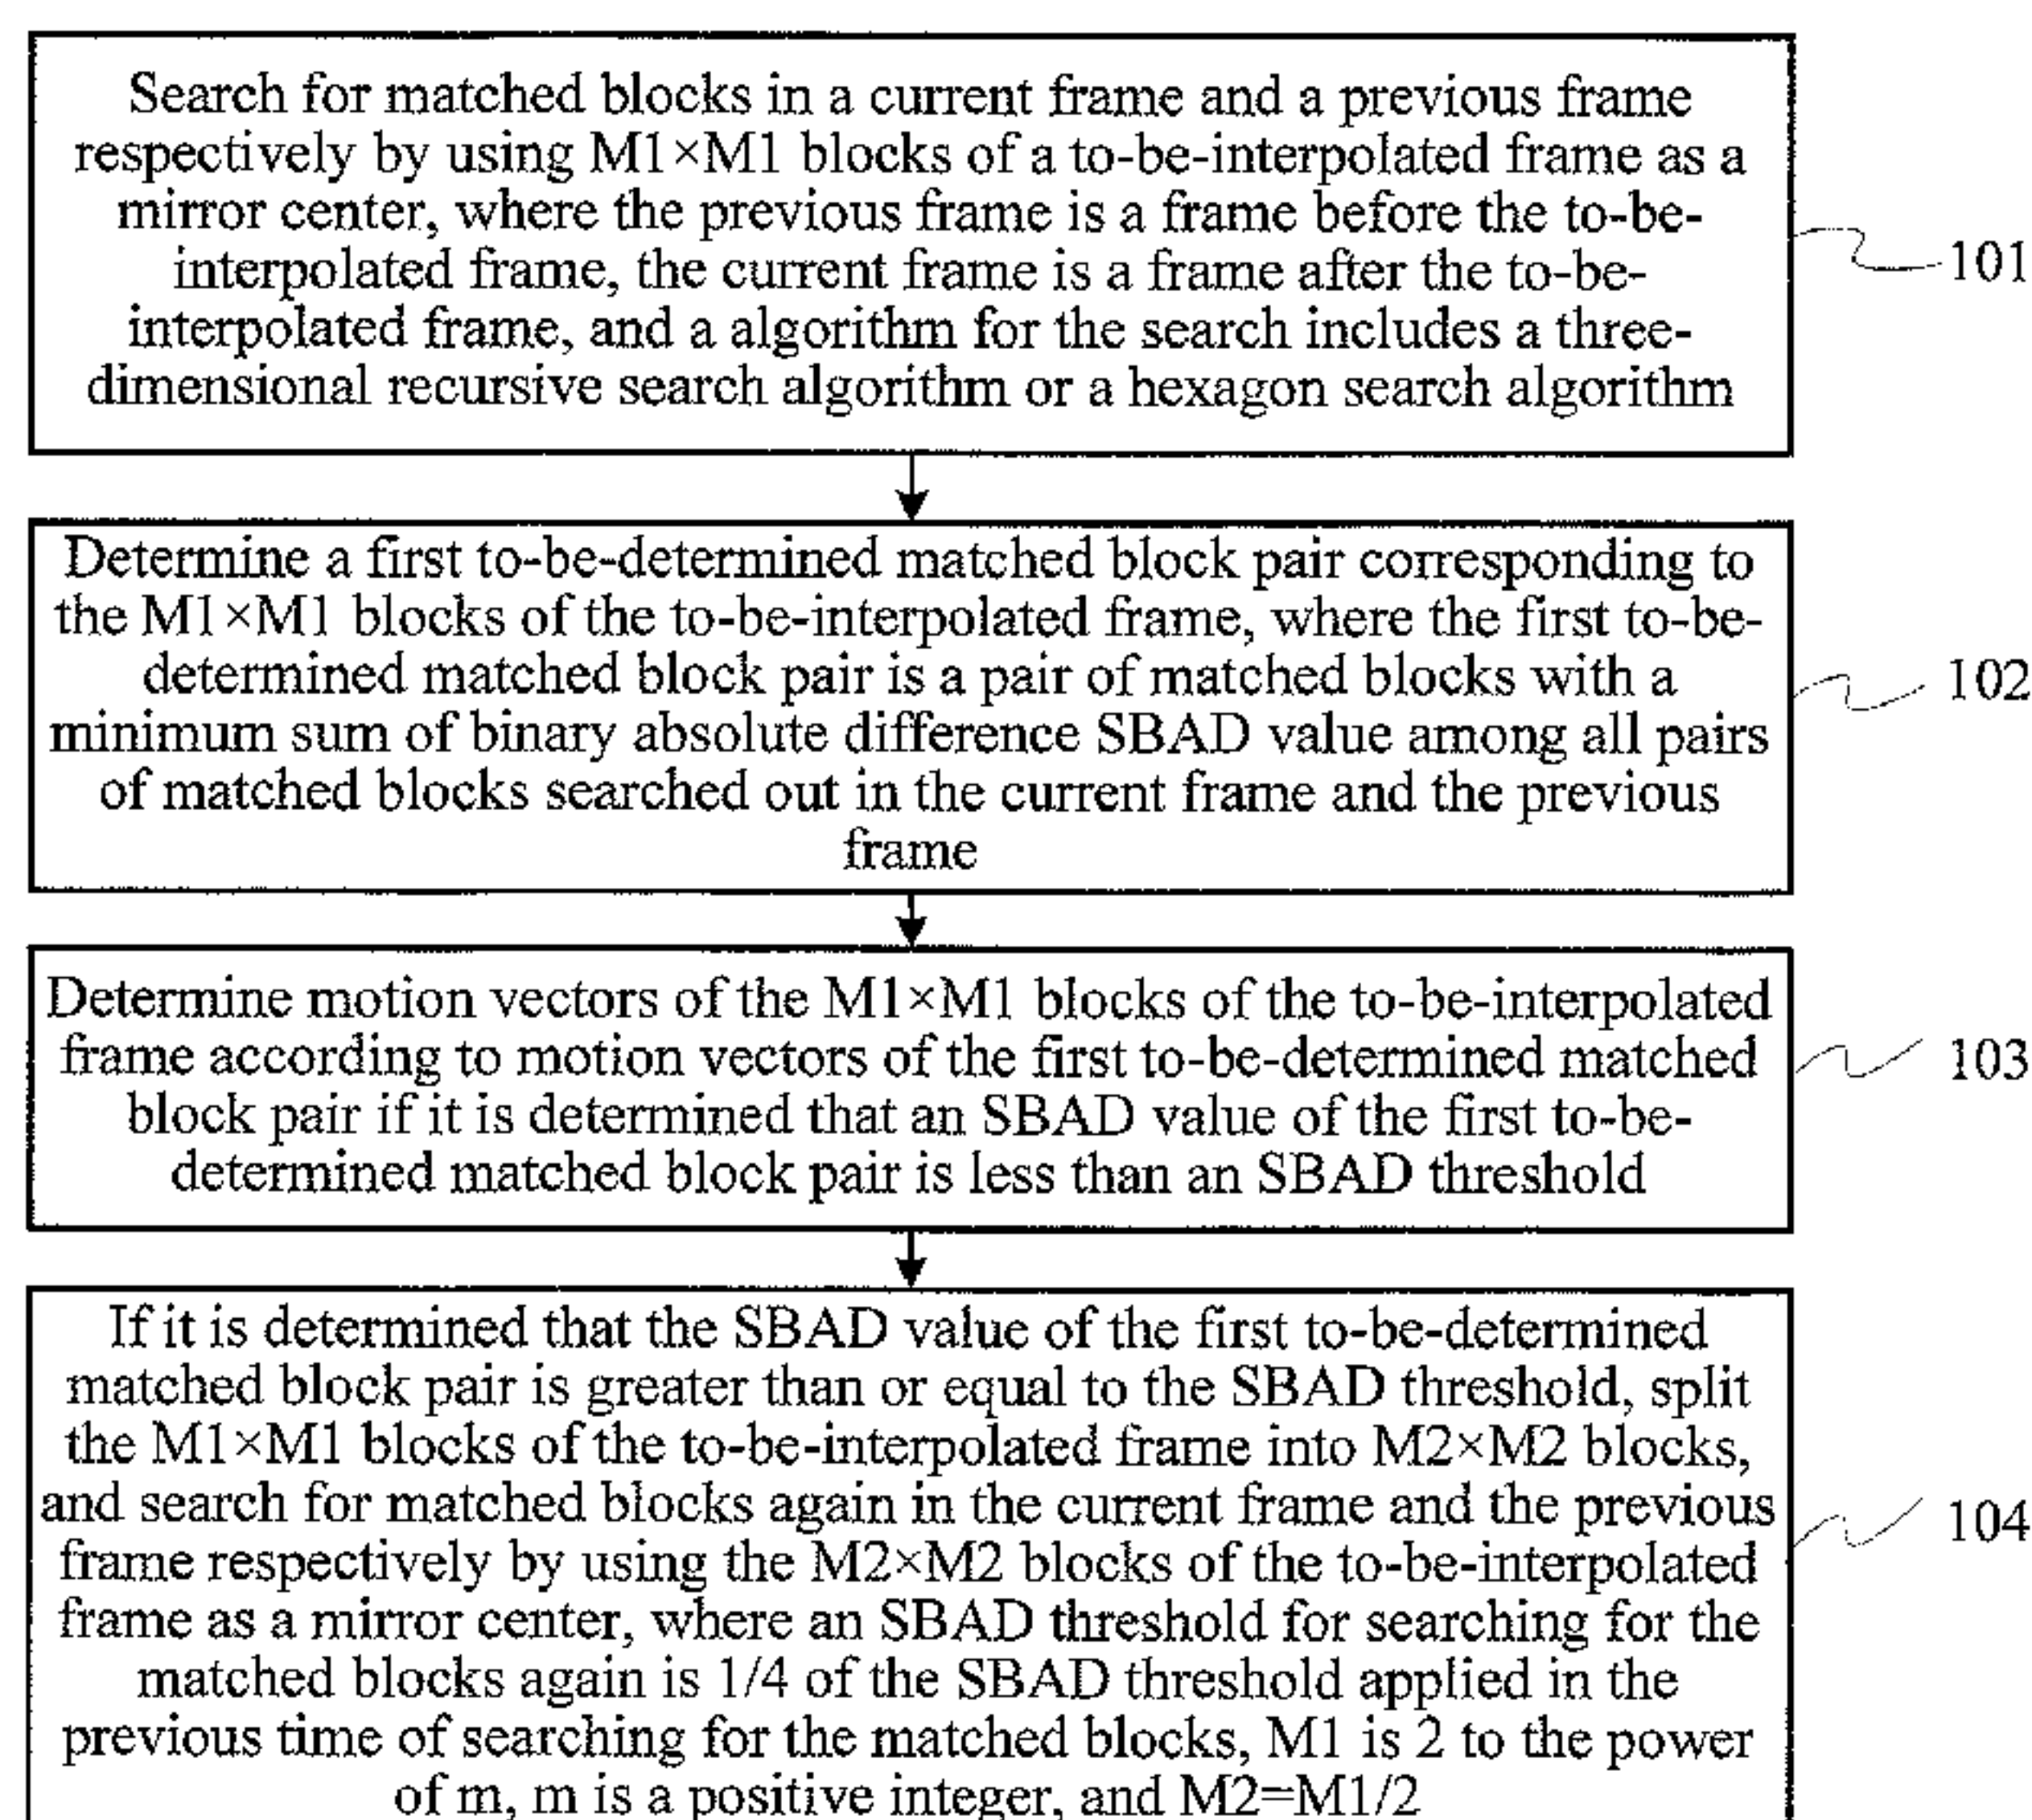 Search for matched blocks in a current frame and a previous frame
respectively by using M1×M1 blocks of a to-be-interpolated frame as a
mirror center, where the previous frame is a frame before the to-be-
interpolated frame, the current frame is a frame after the to-be-
interpolated frame, and a algorithm for the search includes a three-
dimensional recursive search algorithm or a hexagon search algorithm
101
Determine a first to-be-determined matched block pair corresponding to
the M1×M1 blocks of the to-be-interpolated frame, where the first to-be-
determined matched block pair is a pair of matched blocks with a
minimum sum of binary absolute difference SBAD value among all pairs
of matched blocks searched out in the current frame and the previous
frame
102
Determine motion vectors of the M1×M1 blocks of the to-be-interpolated
frame according to motion vectors of the first to-be-determined matched
block pair if it is determined that an SBAD value of the first to-be-
determined matched block pair is less than an SBAD threshold
103
If it is determined that the SBAD value of the first to-be-determined
matched block pair is greater than or equal to the SBAD threshold, split
the M1×M1 blocks of the to-be-interpolated frame into M2×M2 blocks,
and search for matched blocks again in the current frame and the previous
frame respectively by using the M2×M2 blocks of the to-be-interpolated
frame as a mirror center, where an SBAD threshold for searching for the
matched blocks again is 1/4 of the SBAD threshold applied in the
previous time of searching for the matched blocks, M1 is 2 to the power
of m, m is a positive integer, and M2=M1/2
104